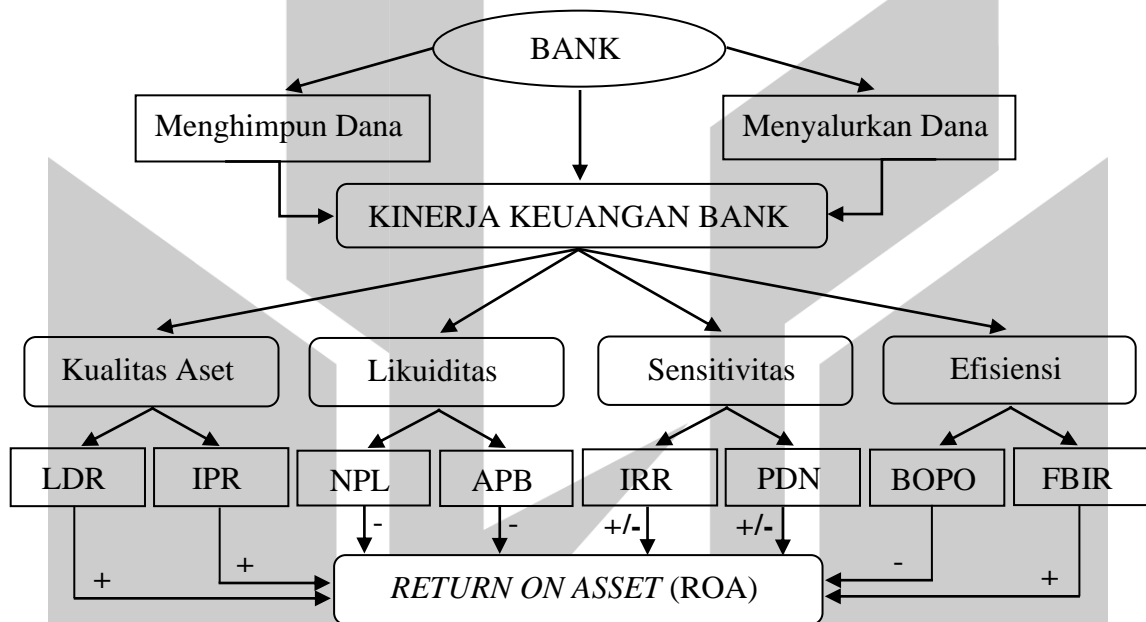 BANK
Menghimpun Dana
Menyalurkan Dana
KINERJA KEUANGAN BANK
Kualitas Aset
Likuiditas
Sensitivitas
Efisiensi
LDR
IPR
NPL
APB
IRR
PDN
BOPO
FBIR
-
-
+/-
+/-
+
+
-
+
RETURN ON ASSET (ROA)